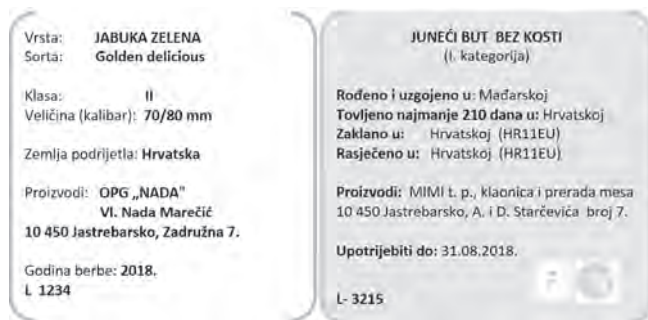 Vrsta: JABUKA ZELENA
Sorta: Golden delicious
Klasa: II
Veličina (kalibar): 70/80 mm
Zemlja podrijetla: Hrvatska
Proizvodi: OPG „NADA"
Vl. Nada Marečić
10 450 Jastrebarsko, Zadružna 7.
Godina berbe: 2018.
L 1234
JUNEĆI BUT BEZ KOSTI
(I. kategorija)
Rođeno i uzgojeno u: Mađarskoj
Tovljeno najmanje 210 dana u: Hrvatskoj
Zaklano u: Hrvatskoj (HR11EU)
Rasječeno u: Hrvatskoj (HR11EU)
Proizvodi: MIMI t. p., klaonica i prerada mesa
10 450 Jastrebarsko, A. i D. Starčevića broj 7.
Upotrijebiti do: 31.08.2018.
L- 3215